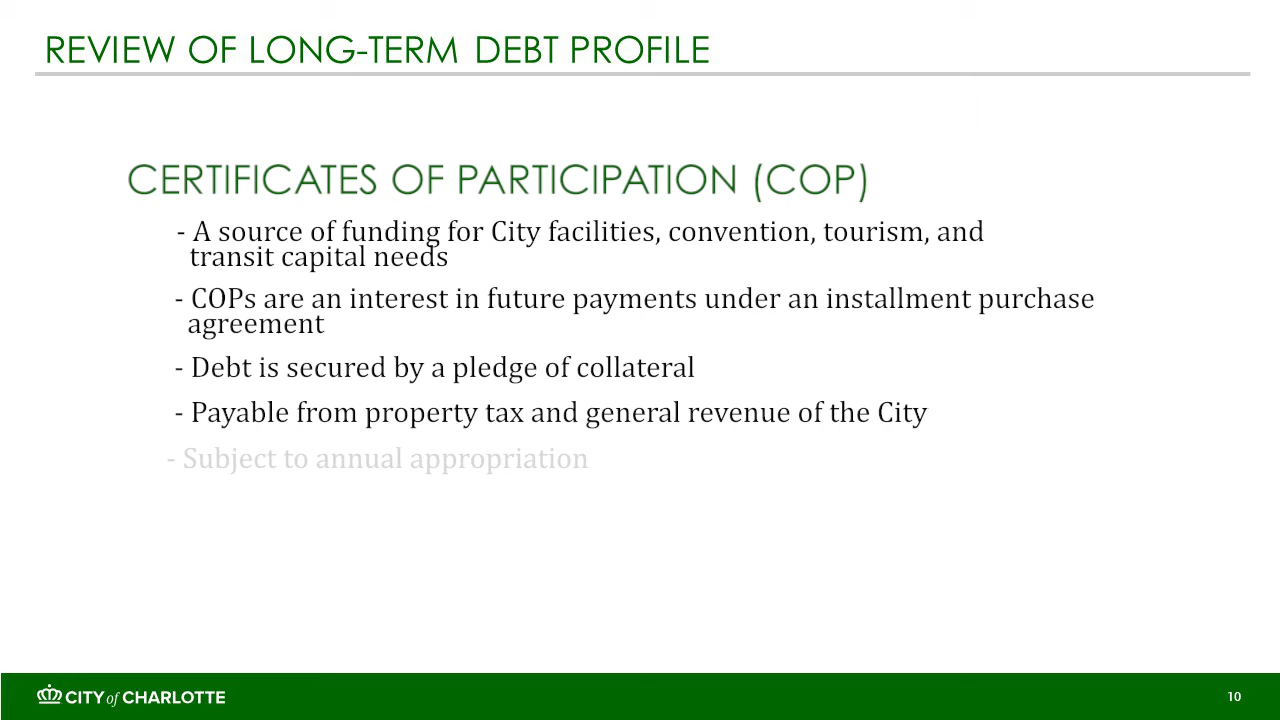 REVIEW OF LONG-TERM DEBT PROFILE
CERTIFICATES OF PARTICIPATION (COP)
- A source of funding for City facilities, convention, tourism, and
transit capital needs
- COPs are an interest in future payments under an installment purchase
agreement
- Debt is secured by a pledge of collateral
- Payable from property tax and general revenue of the City
- Subject to annual appropriation
CITY of CHARLOTTE
10